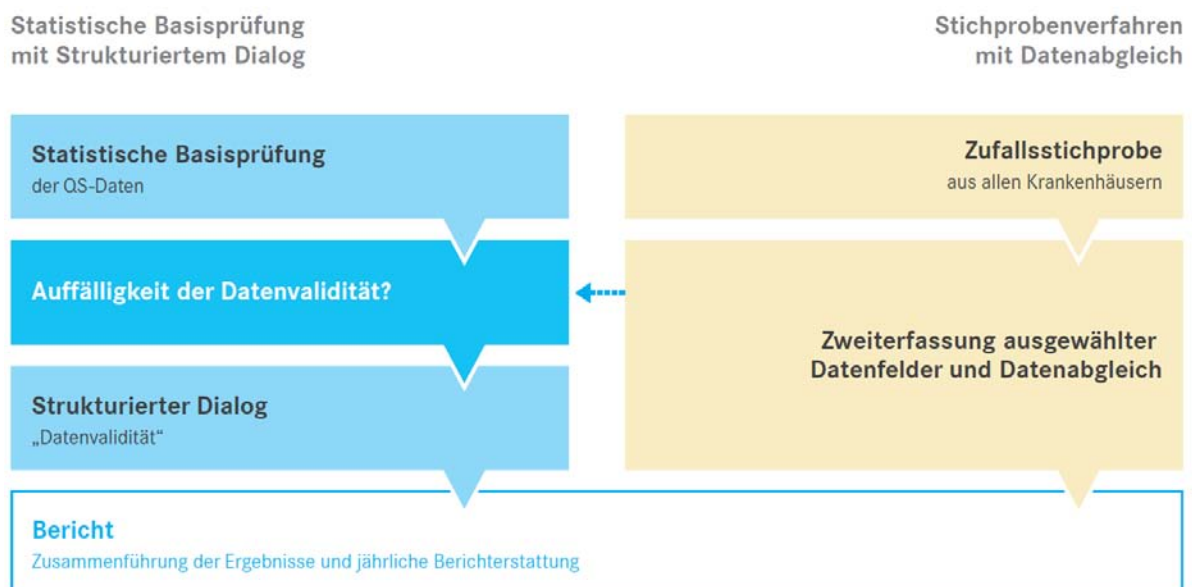 Statistische Basisprüfung
mit Strukturiertem Dialog
Stichprobenverfahren
mit Datenabgleich
Statistische Basisprüfung
der QS-Daten
Auffälligkeit der Datenvalidität?
Strukturierter Dialog
„Datenvalidität“
Zufallsstichprobe
aus allen Krankenhäusern
Zweiterfassung ausgewählter
Datenfelder und Datenabgleich
Bericht
Zusammenführung der Ergebnisse und jährliche Berichterstattung